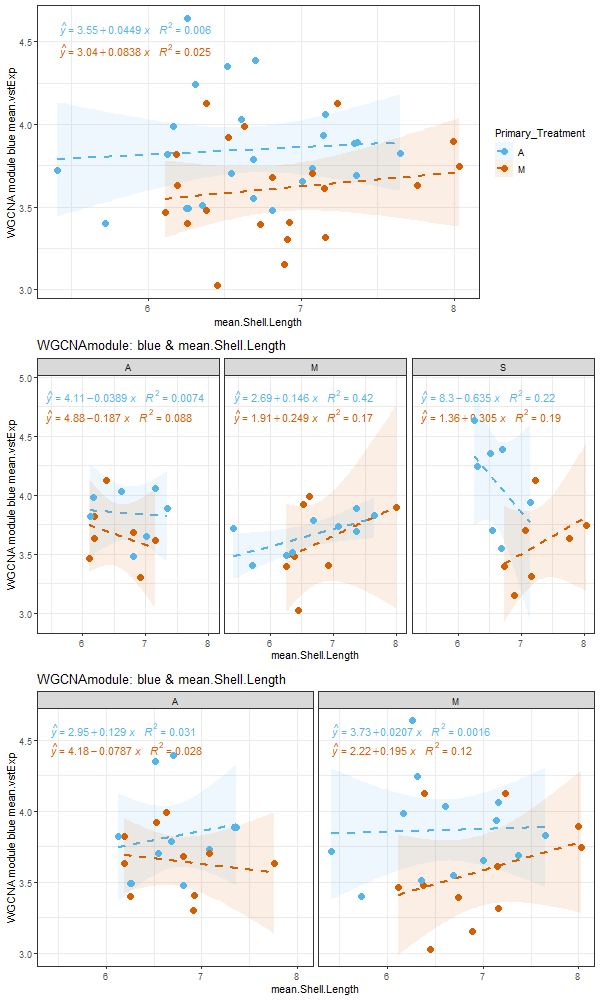 ŷ = 3.55 + 0.0449 x R² = 0.006
ŷ = 3.04 + 0.0838 x R² = 0.025
4.5
4.0
3.5
3.0
WGCNA module blue mean.vstExp
6 7 8
mean.Shell.Length
Primary_Treatment
A
M
WGCNAmodule: blue & mean.Shell.Length
A M S
ŷ = 4.11 − 0.0389 x R² = 0.0074
ŷ = 4.88 − 0.187 x R² = 0.088
ŷ = 2.69 + 0.146 x R² = 0.42
ŷ = 1.91 + 0.249 x R² = 0.17
ŷ = 8.3 − 0.635 x R² = 0.22
ŷ = 1.36 + 0.305 x R² = 0.19
5.0
4.5
4.0
3.5
3.0
WGCNA module blue mean.vstExp
6 7 8 6 7 8 6 7 8
mean.Shell.Length
WGCNAmodule: blue & mean.Shell.Length
A M
ŷ = 2.95 + 0.129 x R² = 0.031
ŷ = 4.18 − 0.0787 x R² = 0.028
ŷ = 3.73 + 0.0207 x R² = 0.0016
ŷ = 2.22 + 0.195 x R² = 0.12
4.5
4.0
3.5
3.0
WGCNA module blue mean.vstExp
6 7 8 6 7 8
mean.Shell.Length